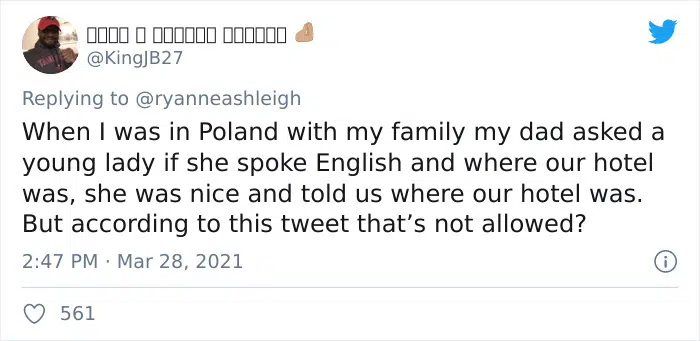 @KingJB27
Replying to @ryanneashleigh
When I was in Poland with my family my dad asked a
young lady if she spoke English and where our hotel
was, she was nice and told us where our hotel was.
But according to this tweet that’s not allowed?
2:47 PM · Mar 28, 2021
561